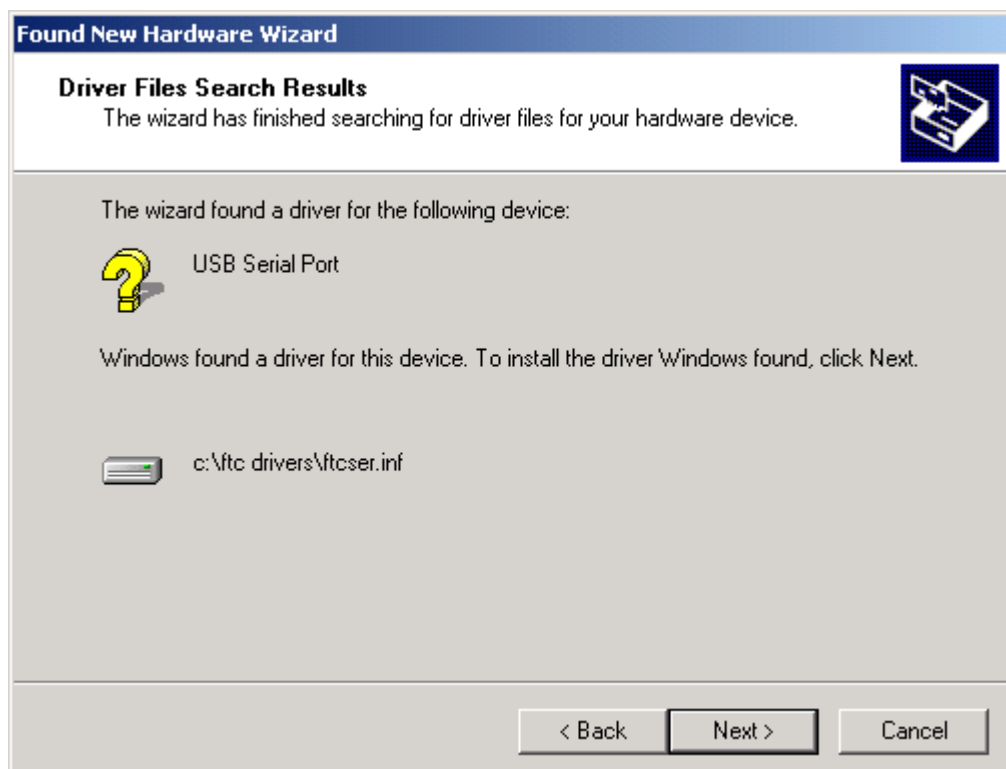 Found New Hardware Wizard
Driver Files Search Results
The wizard has finished searching for driver files for your hardware device.
The wizard found a driver for the following device:
USB Serial Port
Windows found a driver for this device. To install the driver Windows found, click Next.
c:\ftc drivers\ftcser.inf
< Back
Next >
Cancel